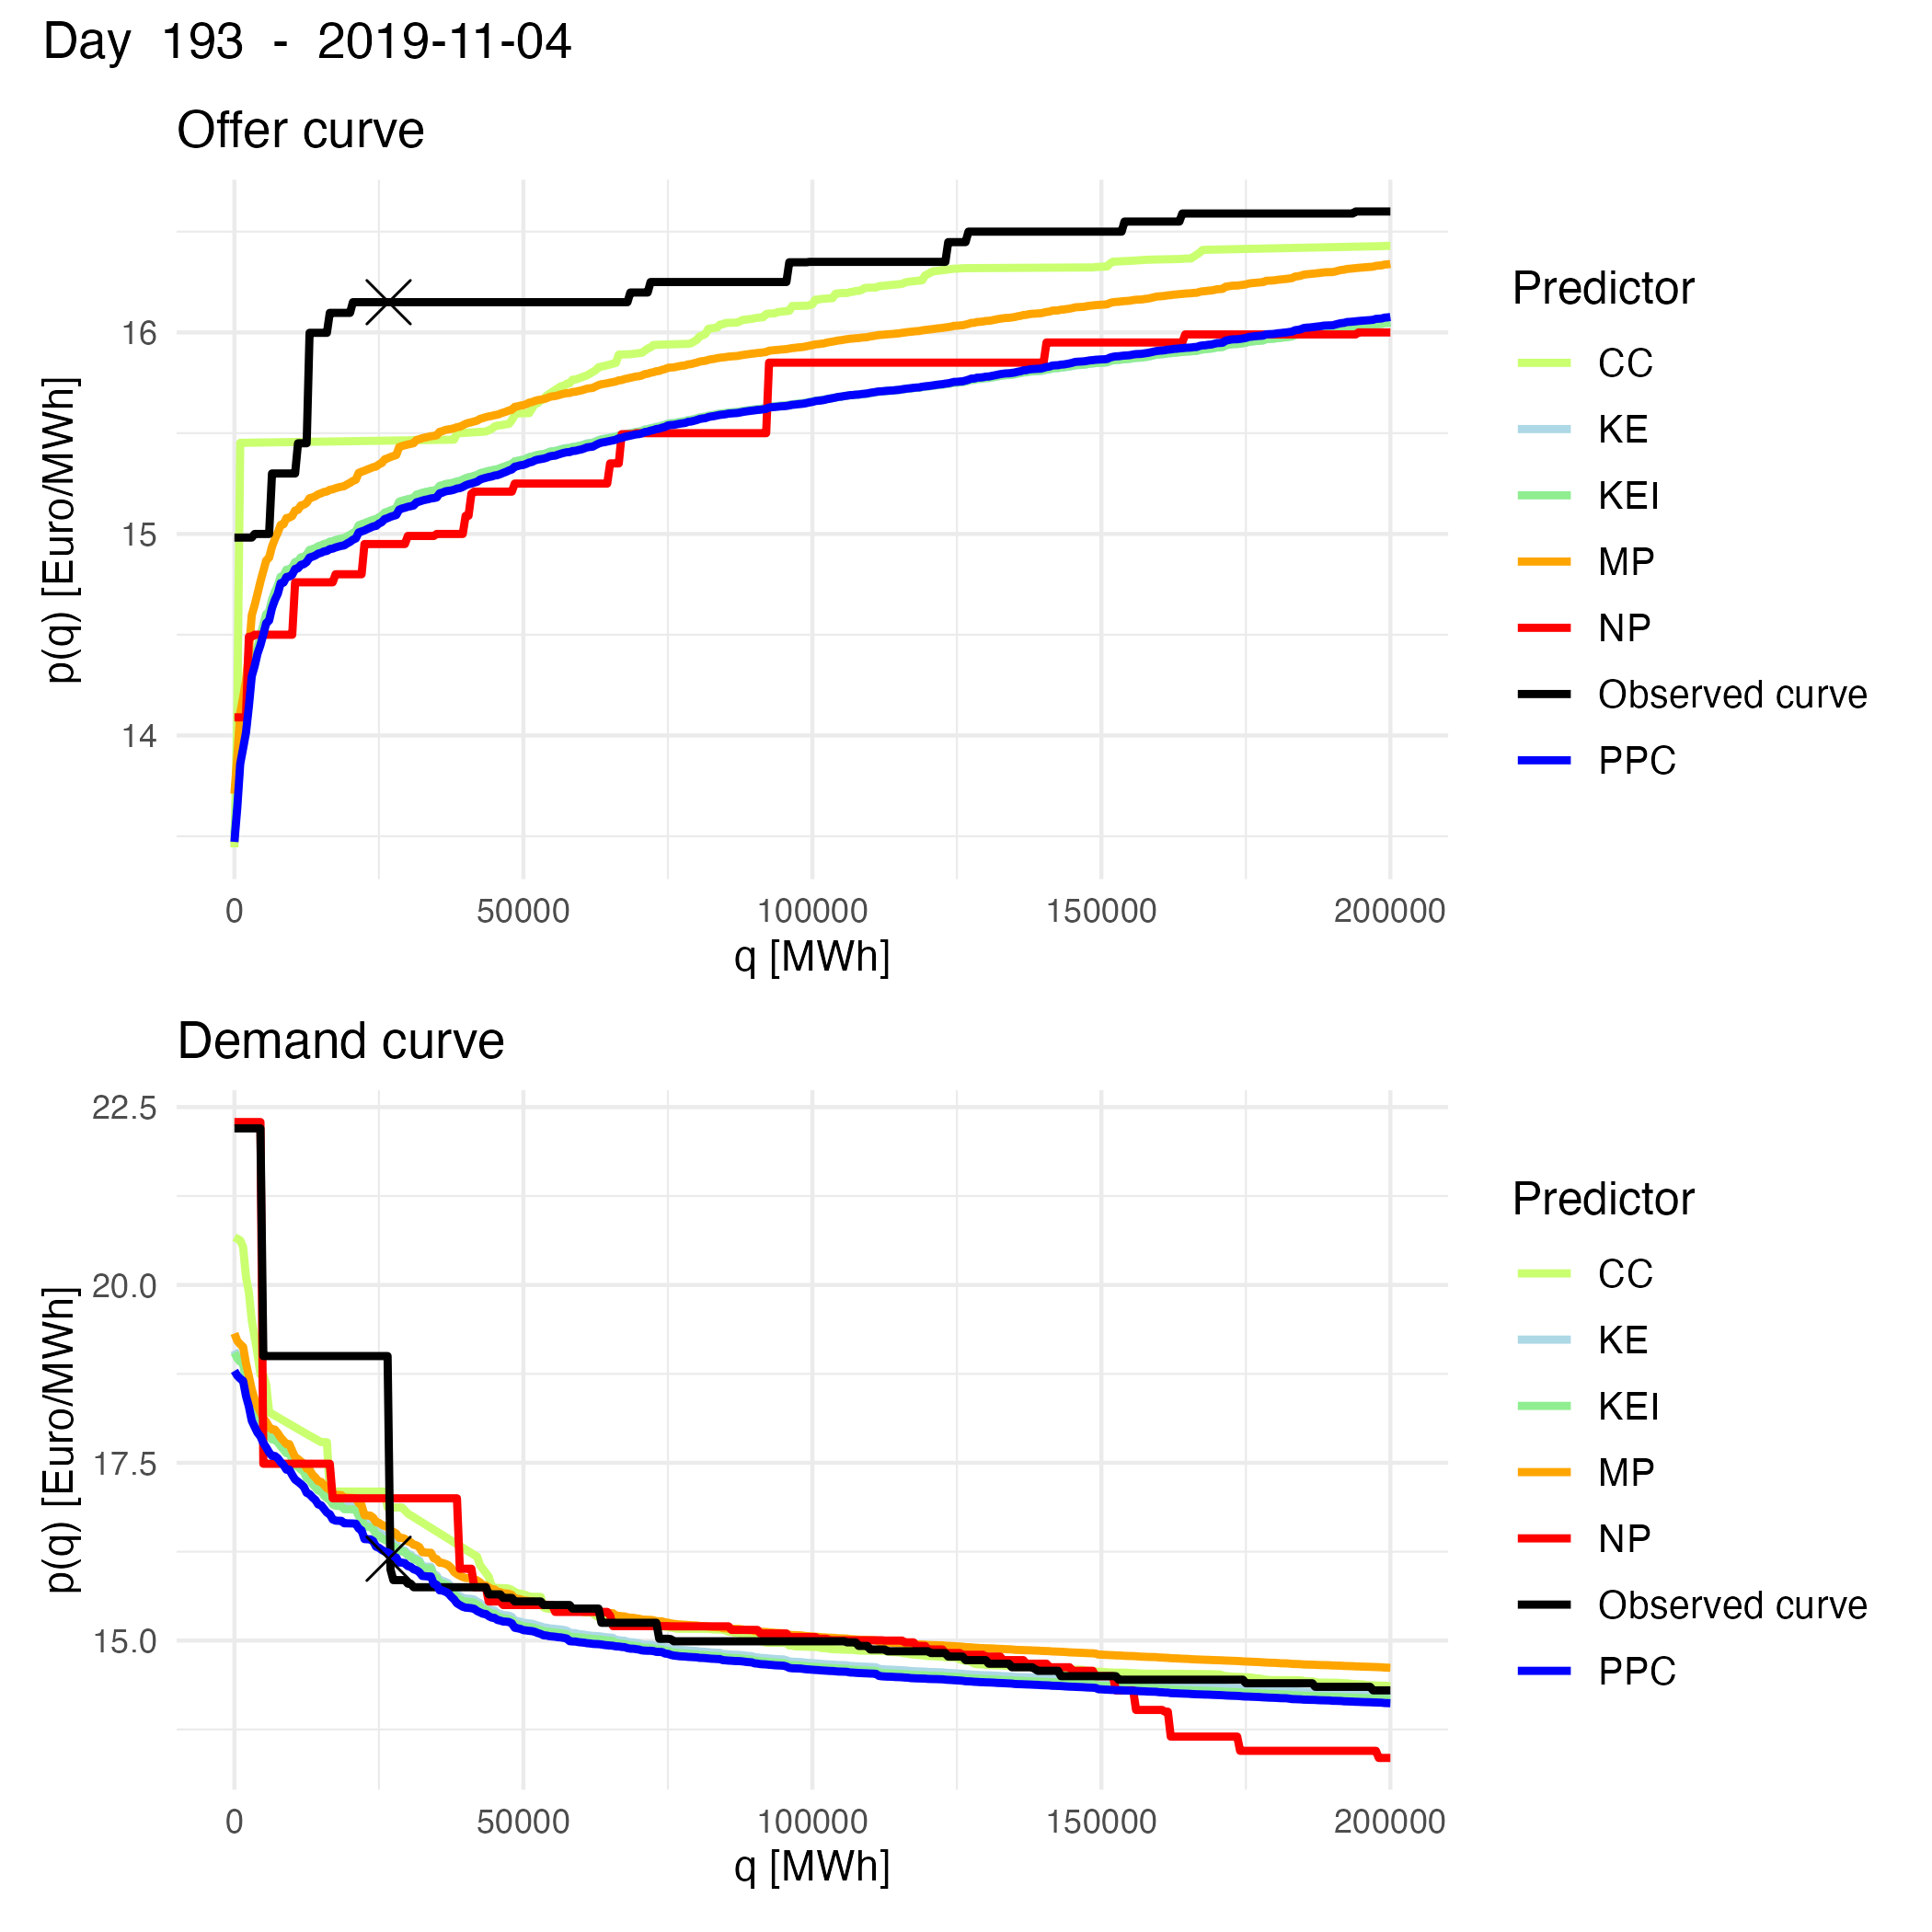 Day 193 - 2019-11-04
Offer curve
p(q) [Euro/MWh]
16
15
14
0 50000 100000 150000 200000
q [MWh]
Predictor
CC
KE
KEI
MP
NP
Observed curve
PPC
Demand curve
p(q) [Euro/MWh]
22.5
20.0
17.5
15.0
0 50000 100000 150000 200000
q [MWh]
Predictor
CC
KE
KEI
MP
NP
Observed curve
PPC